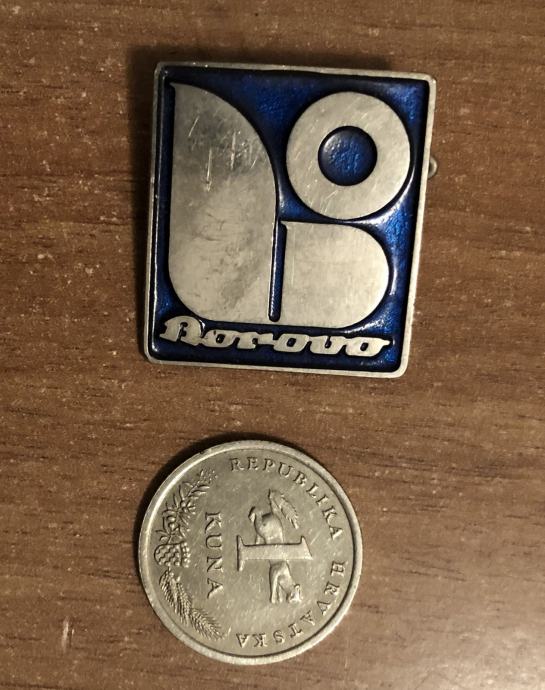 Borovo
REPUBLIKA HRVATSKA
1
KUNA